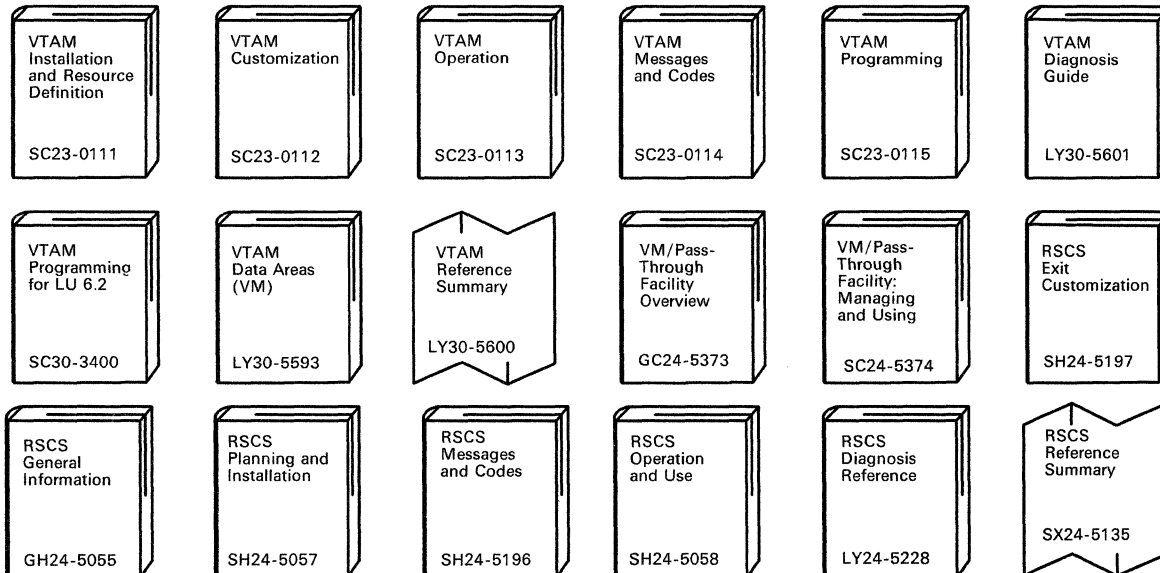 VTAM
Installation
and Resource
Definition
SC23-0111
VTAM
Customization
SC23-0112
VTAM
Operation
SC23-0113
VTAM
Messages
and Codes
SC23-0114
VTAM
Programming
SC23-0115
VTAM
Diagnosis
Guide
LY30-5601
VTAM
Programming
for LU 6.2
SC30-3400
VTAM
Data Areas
(VM)
LY30-5593
VTAM
Reference
Summary
LY30-5600
VM/Pass-
Through
Facility
Overview
GC24-5373
VM/Pass-
Through
Facility:
Managing
and Using
SC24-5374
RSCS
Exit
Customization
SH24-5197
RSCS
General
Information
GH24-5055
RSCS
Planning and
Installation
SH24-5057
RSCS
Messages
and Codes
SH24-5196
RSCS
Operation
and Use
SH24-5058
RSCS
Diagnosis
Reference
LY24-5228
RSCS
Reference
Summary
SX24-5135